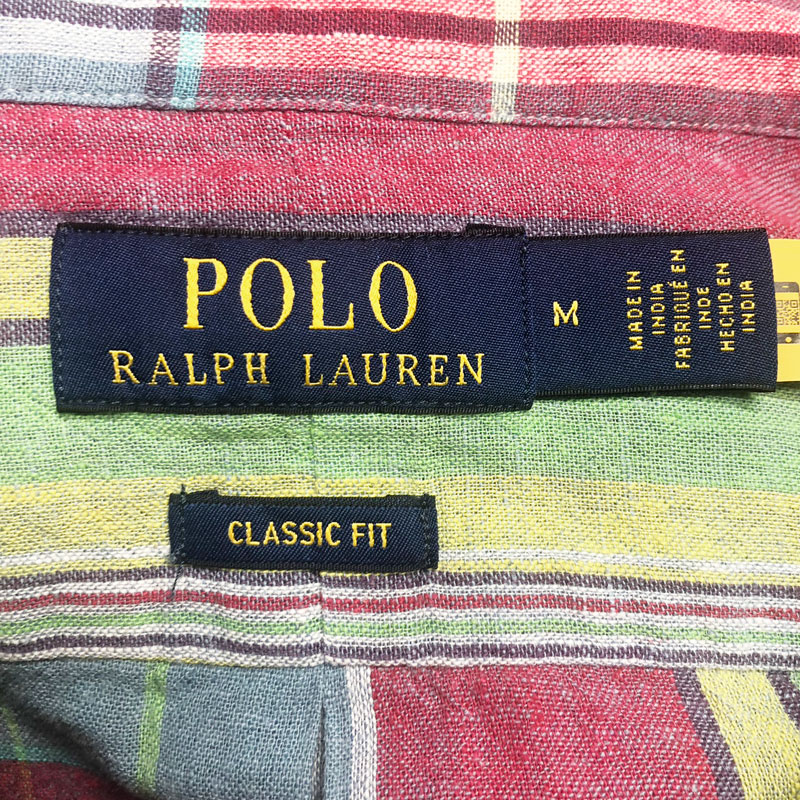 POLO
RALPH LAUREN
M
MADE IN
INDIA
FABRIQUÉ EN
INDE
HECHO EN
INDIA
CLASSIC FIT